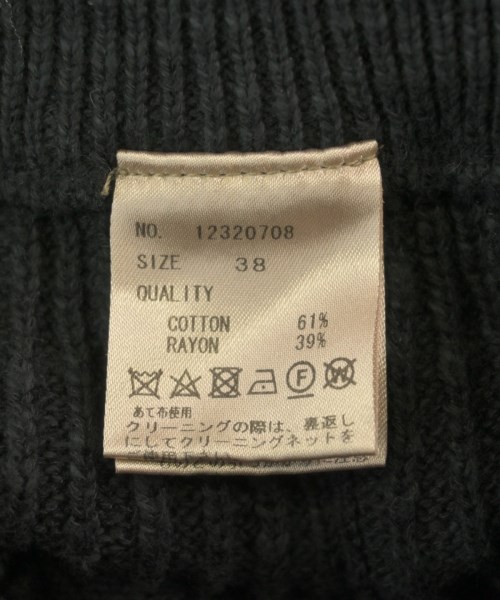 NO. 12320708
SIZE 38
QUALITY
COTTON 61%
RAYON 39%
F W
あて布使用
クリーニングの際は、裏返し
にしてクリーニングネットを